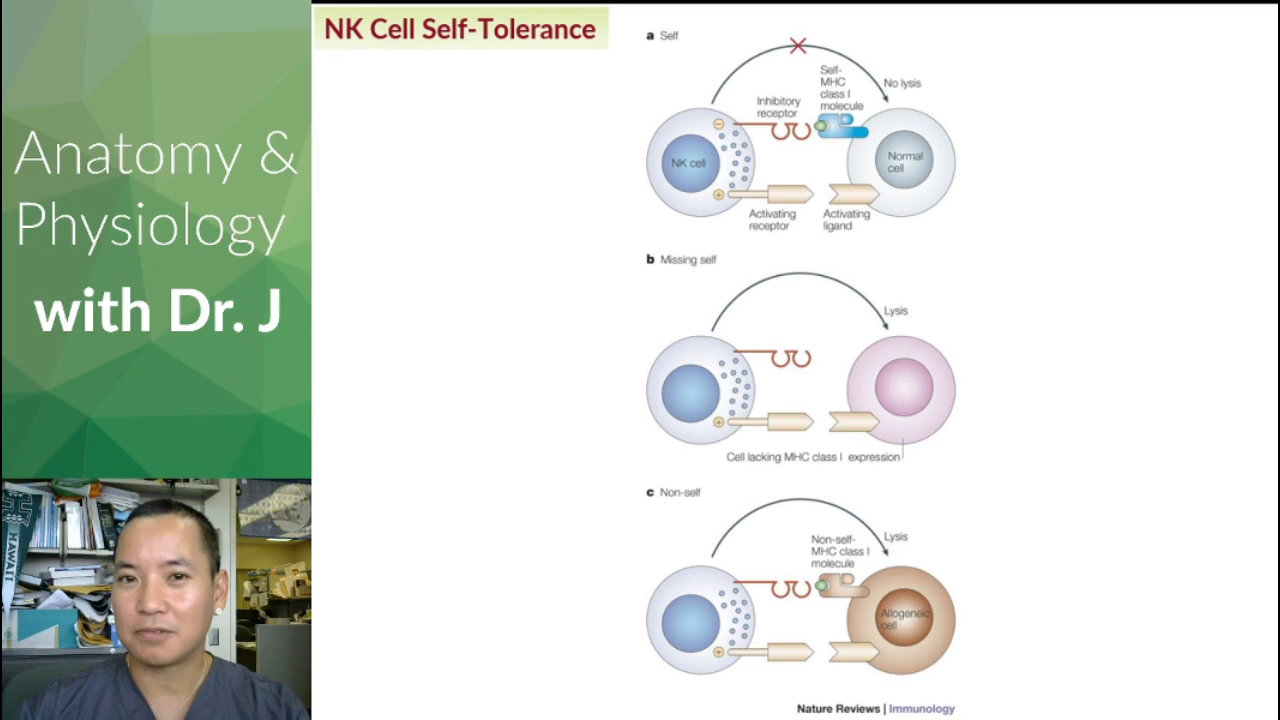 Anatomy &
Physiology
with Dr. J
HAWAII
NK Cell Self-Tolerance
a Self
No lysis
Self-
MHC
class I
molecule
Inhibitory
receptor
−
NK cell
Normal
cell
+
Activating
receptor
Activating
ligand
b Missing self
Lysis
+
Cell lacking MHC class I expression
c Non-self
Lysis
Non-self-
MHC class I
molecule
Allogeneic
cell
+
Nature Reviews | Immunology